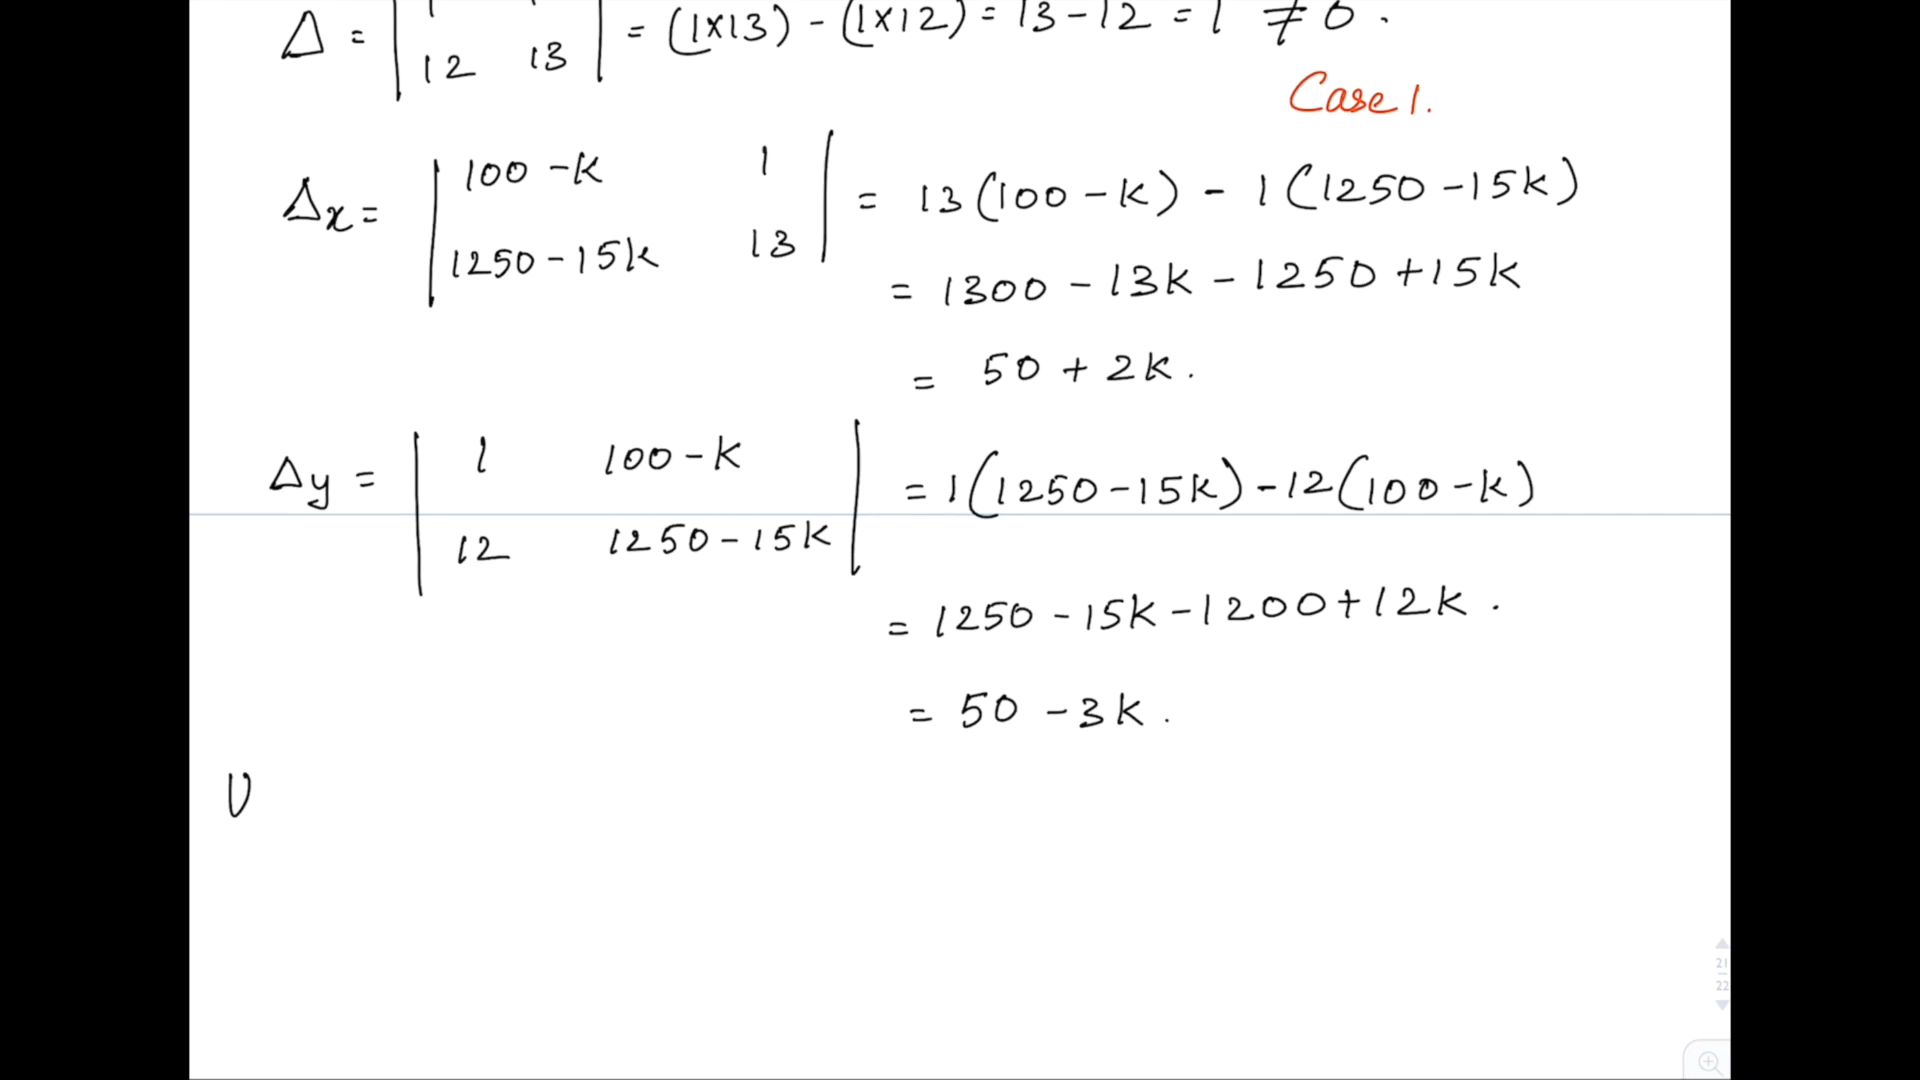 Δ = | 12 13 | = (1×13) - (1×12) = 13-12 = 1 ≠ 0.
Case 1.
Δx = | 100 -k 1 | = 13(100-k) - 1(1250-15k)
1250-15k 13
= 1300 - 13k - 1250 +15k
= 50 + 2k.
Δy = | 1 100-k | = 1(1250-15k)-12(100-k)
12 1250-15k
= 1250 - 15k - 1200+12k.
= 50 - 3k.
U
21
22